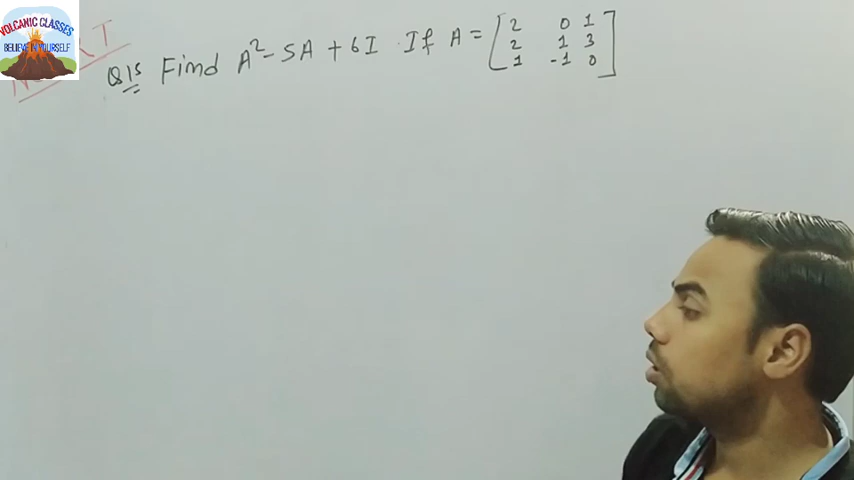 VOLCANIC CLASSES
BELIEVE IN YOURSELF
Q15 Find A² - 5A + 6I . If A = [ 2 0 1
2 1 3
1 -1 0 ]